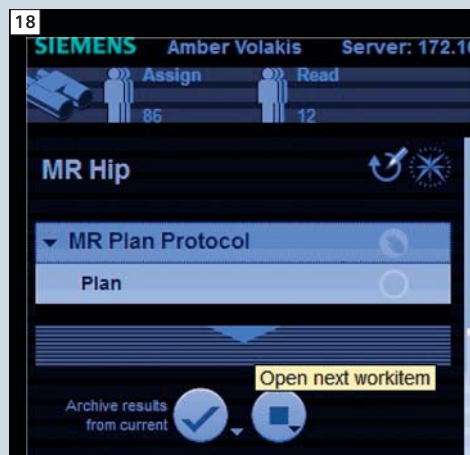 18
SIEMENS Amber Volakis Server: 172.16
Assign Read
86 12
MR Hip
MR Plan Protocol
Plan
Open next workitem
Archive results
from current